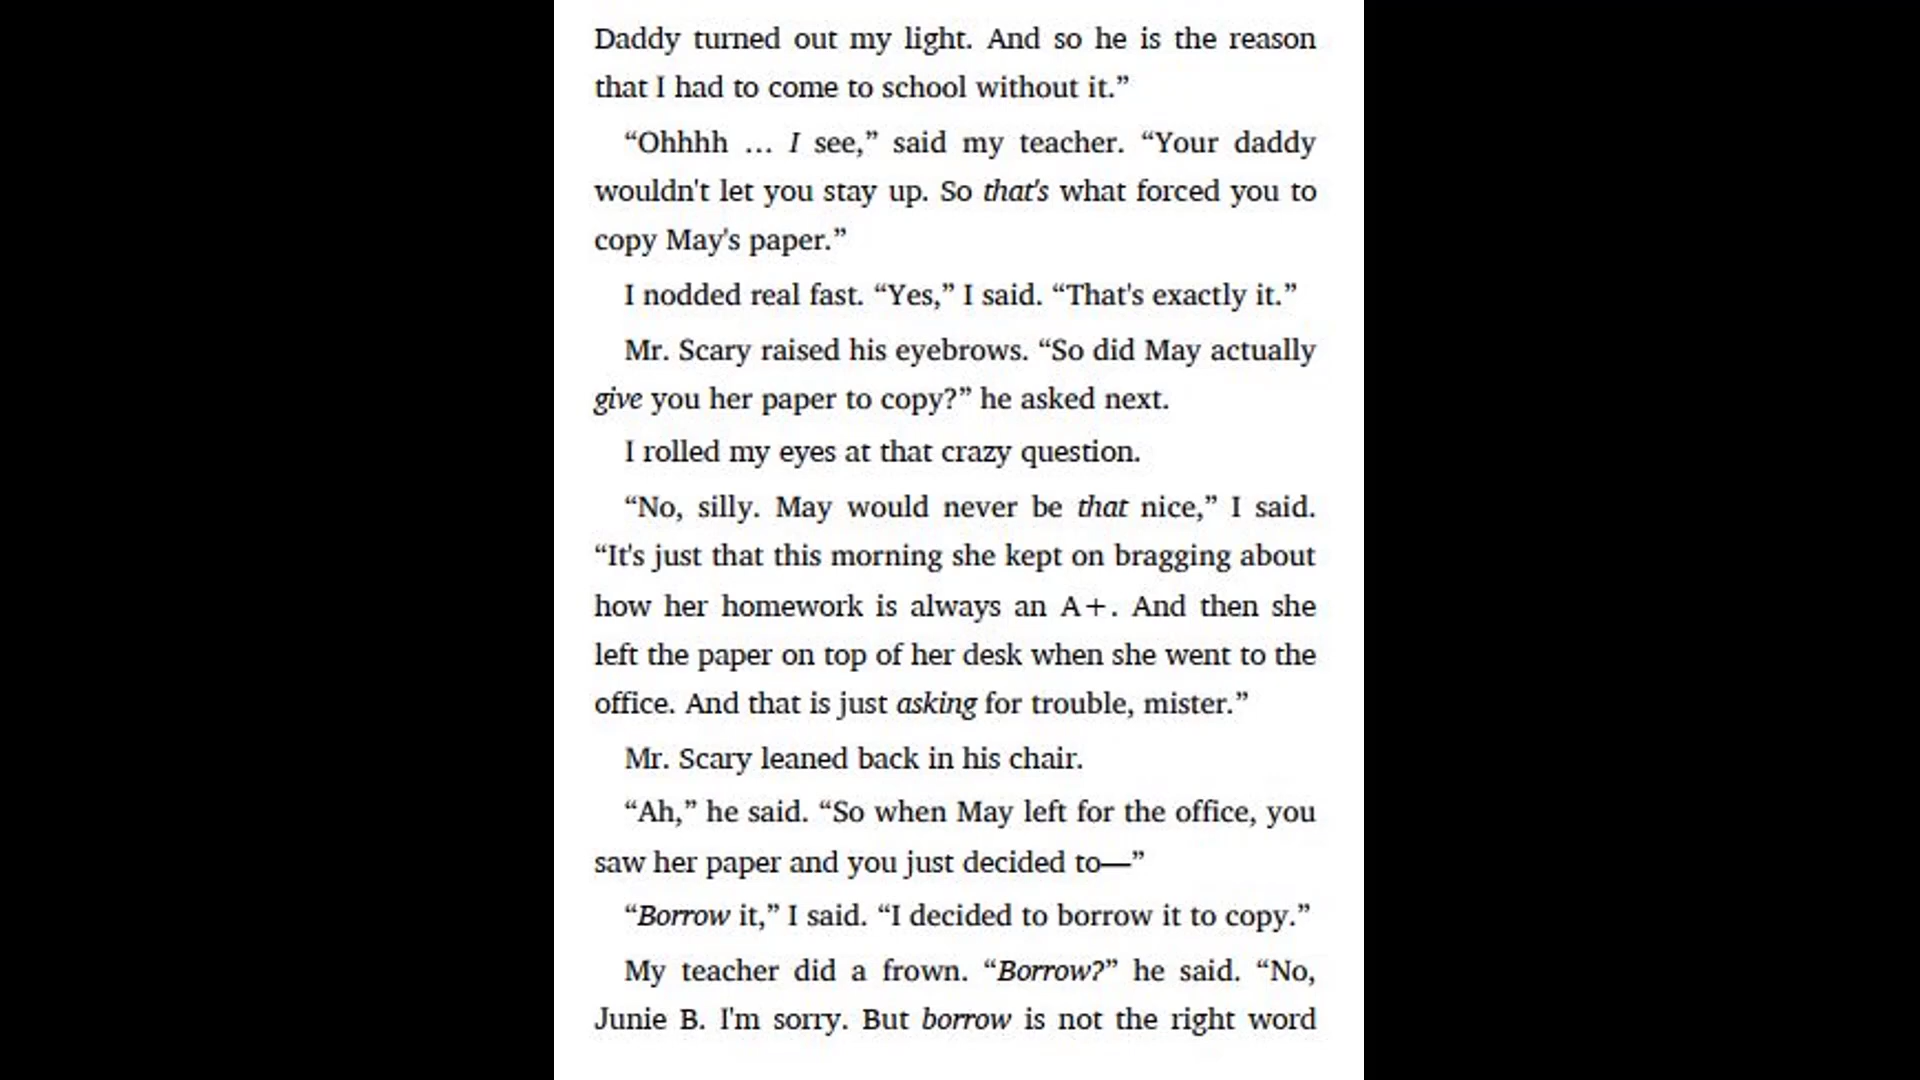 Daddy turned out my light. And so he is the reason
that I had to come to school without it.”
“Ohhhh … I see,” said my teacher. “Your daddy
wouldn't let you stay up. So that's what forced you to
copy May's paper.”
I nodded real fast. “Yes,” I said. “That's exactly it.”
Mr. Scary raised his eyebrows. “So did May actually
give you her paper to copy?” he asked next.
I rolled my eyes at that crazy question.
“No, silly. May would never be that nice,” I said.
“It's just that this morning she kept on bragging about
how her homework is always an A+. And then she
left the paper on top of her desk when she went to the
office. And that is just asking for trouble, mister.”
Mr. Scary leaned back in his chair.
“Ah,” he said. “So when May left for the office, you
saw her paper and you just decided to—”
“Borrow it,” I said. “I decided to borrow it to copy.”
My teacher did a frown. “Borrow?” he said. “No,
Junie B. I'm sorry. But borrow is not the right word